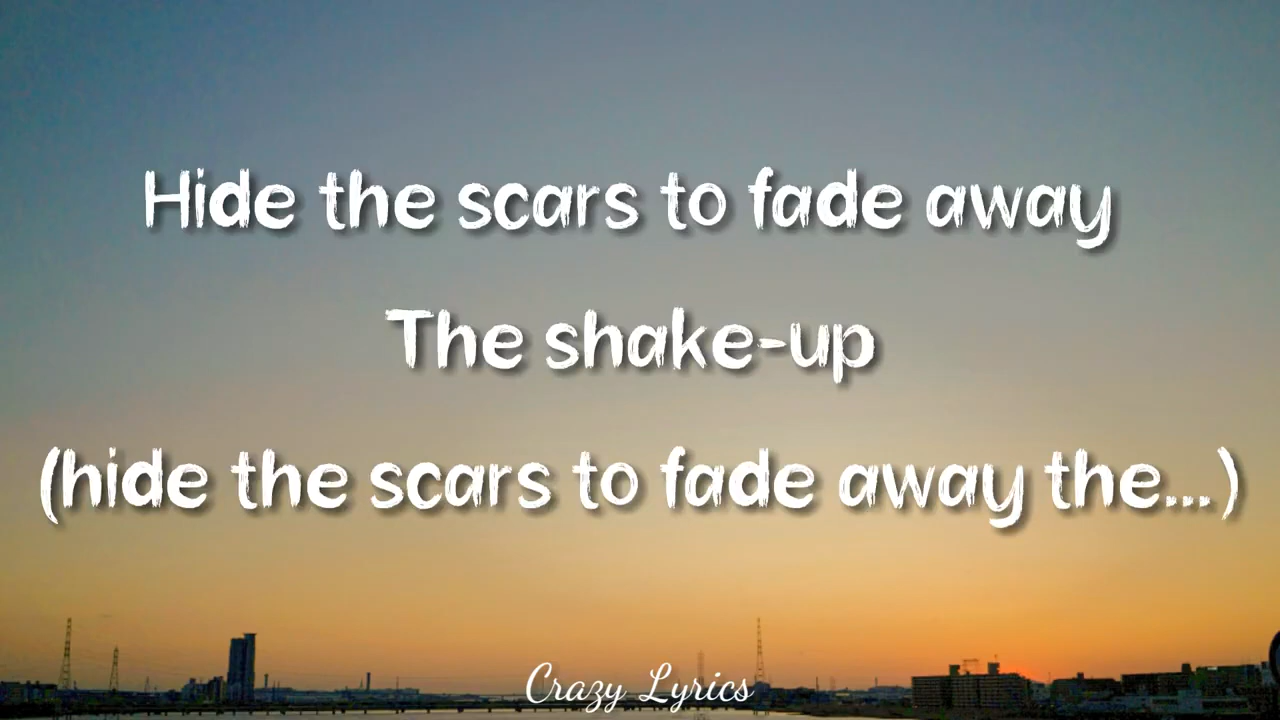 Hide the scars to fade away
The shake-up
(hide the scars to fade away the...)
Crazy Lyrics